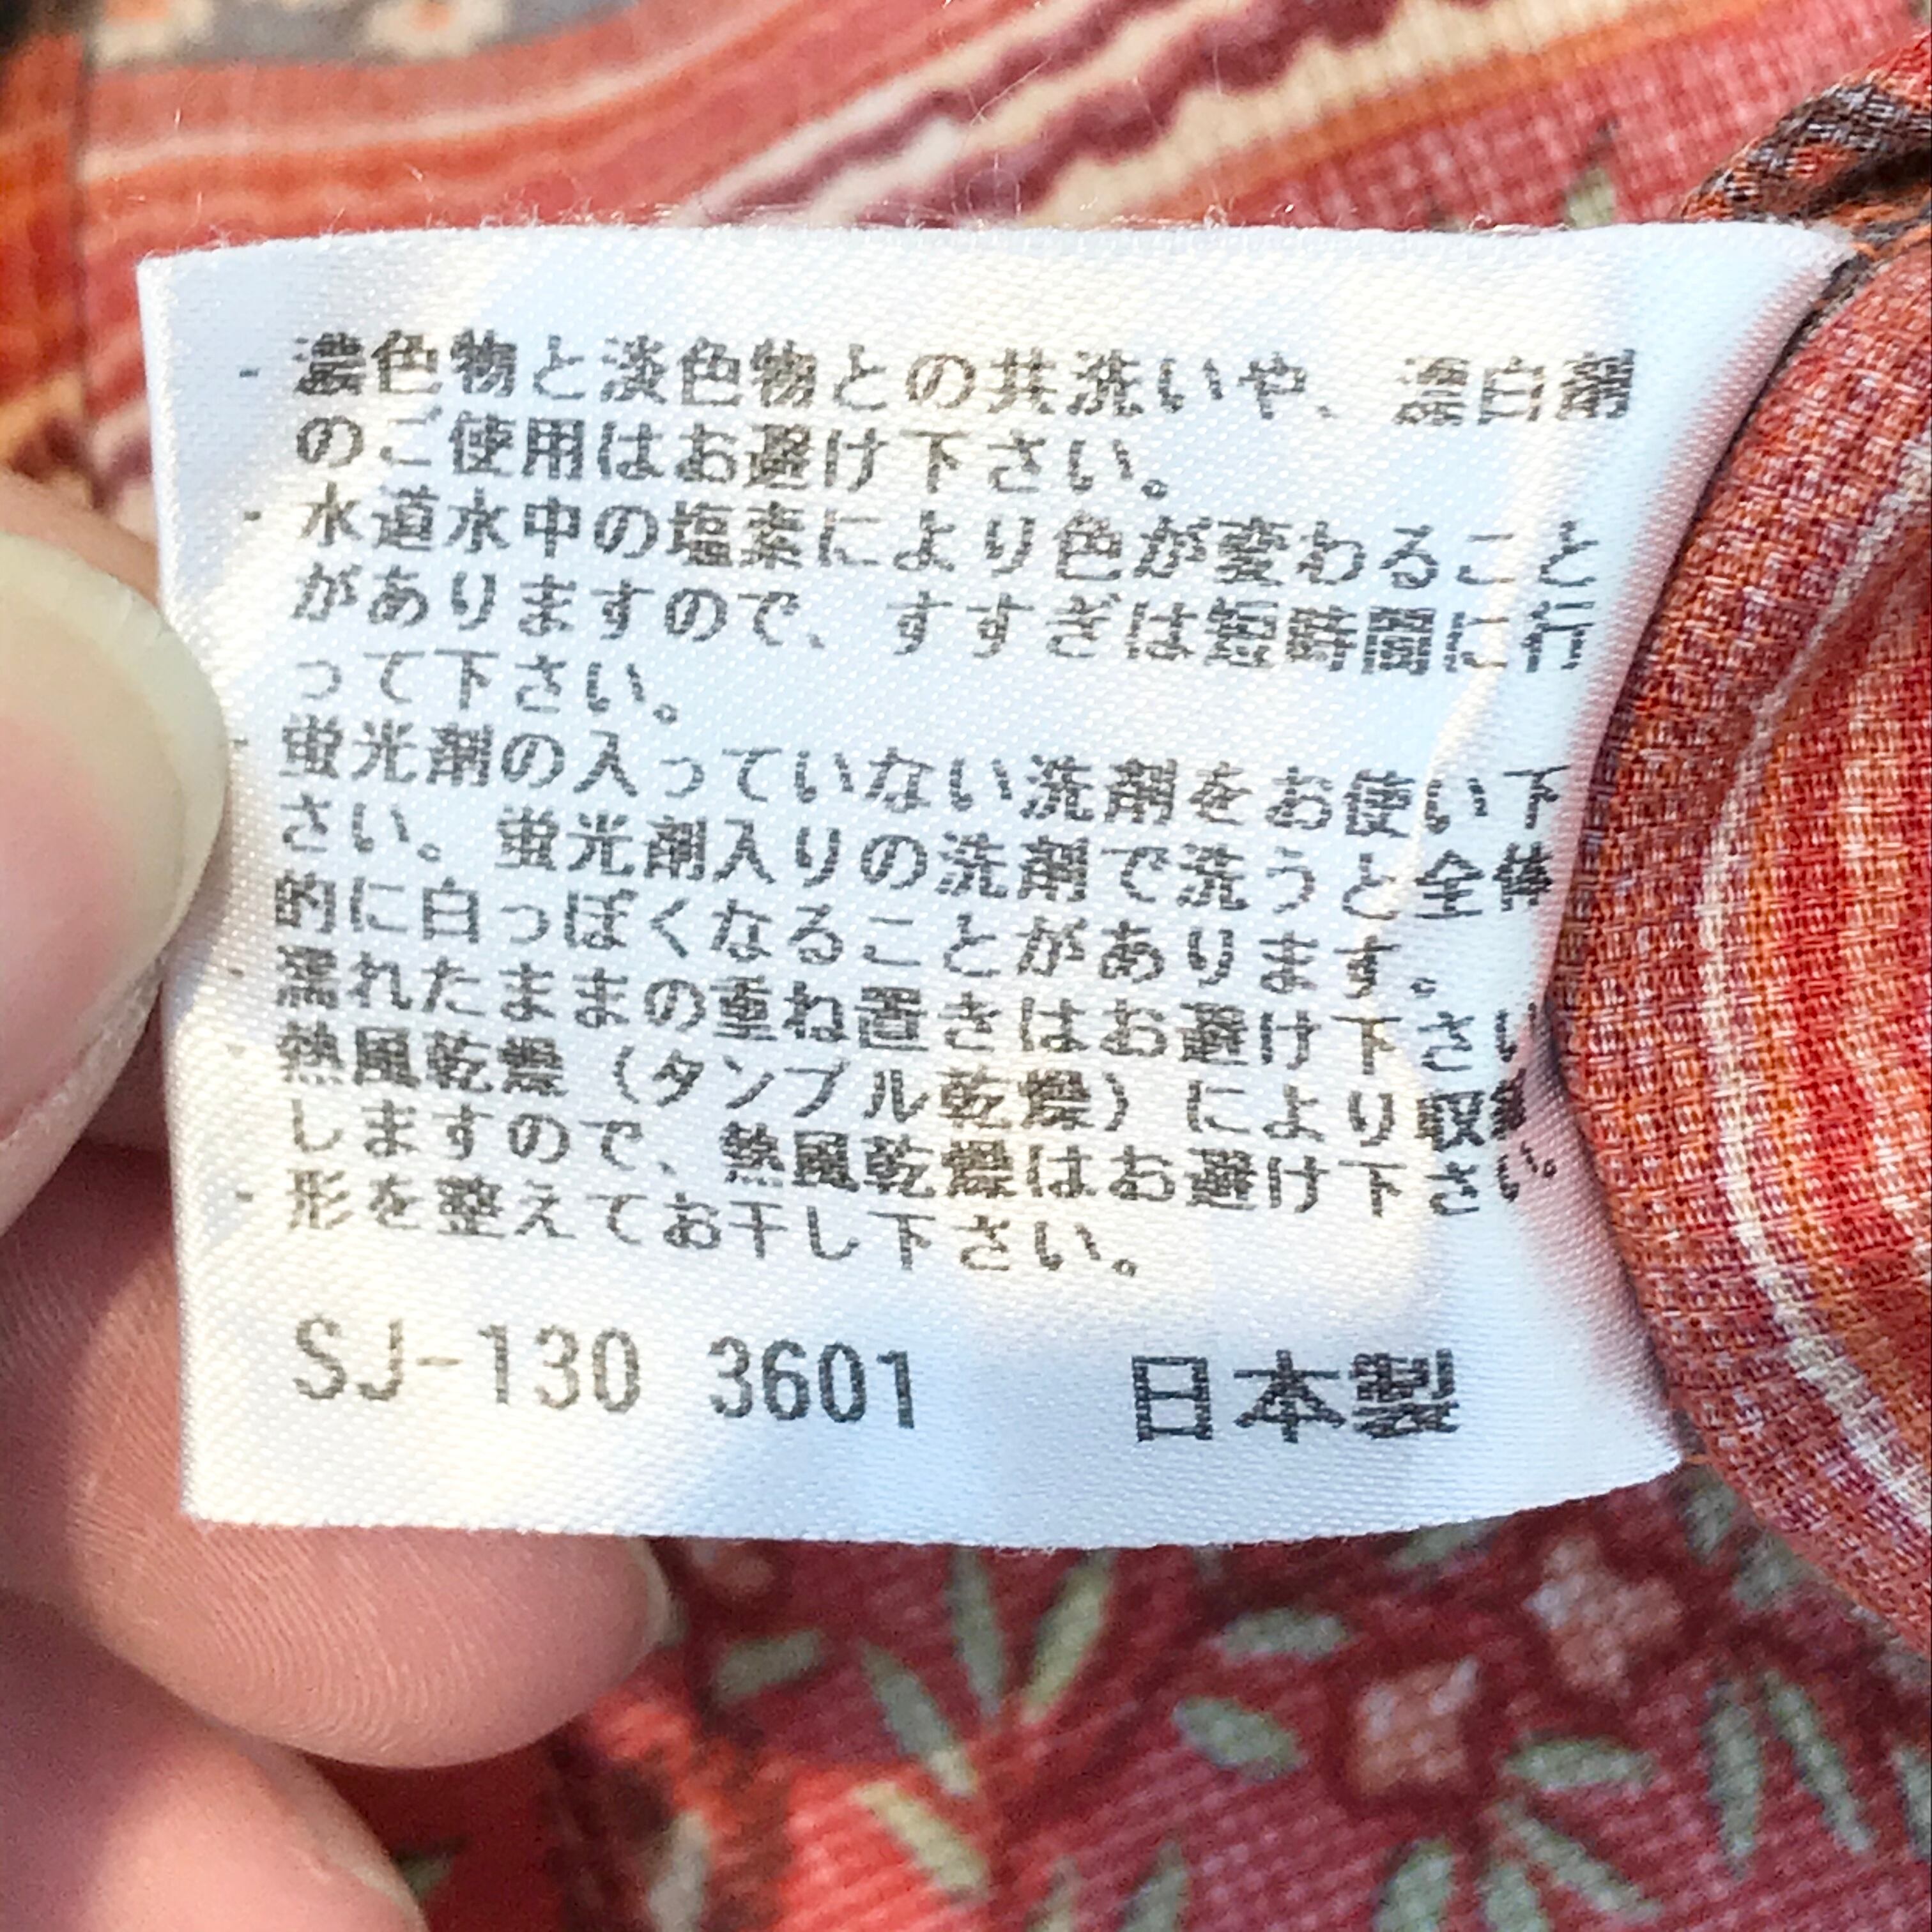 ・濃色物と淡色物との共洗いや、漂白剤
のご使用はお避け下さい。
・水道水中の塩素により色が変わること
がありますので、すすぎは短時間に行
って下さい。
・蛍光剤の入っていない洗剤をお使い下
さい。蛍光剤入りの洗剤で洗うと全体
的に白っぽくなることがあります。
・濡れたままの重ね置きはお避け下さい
・熱風乾燥（タンブル乾燥）により収縮
しますので、熱風乾燥はお避け下さい。
・形を整えてお干し下さい。
SJ-130 3601 日本製